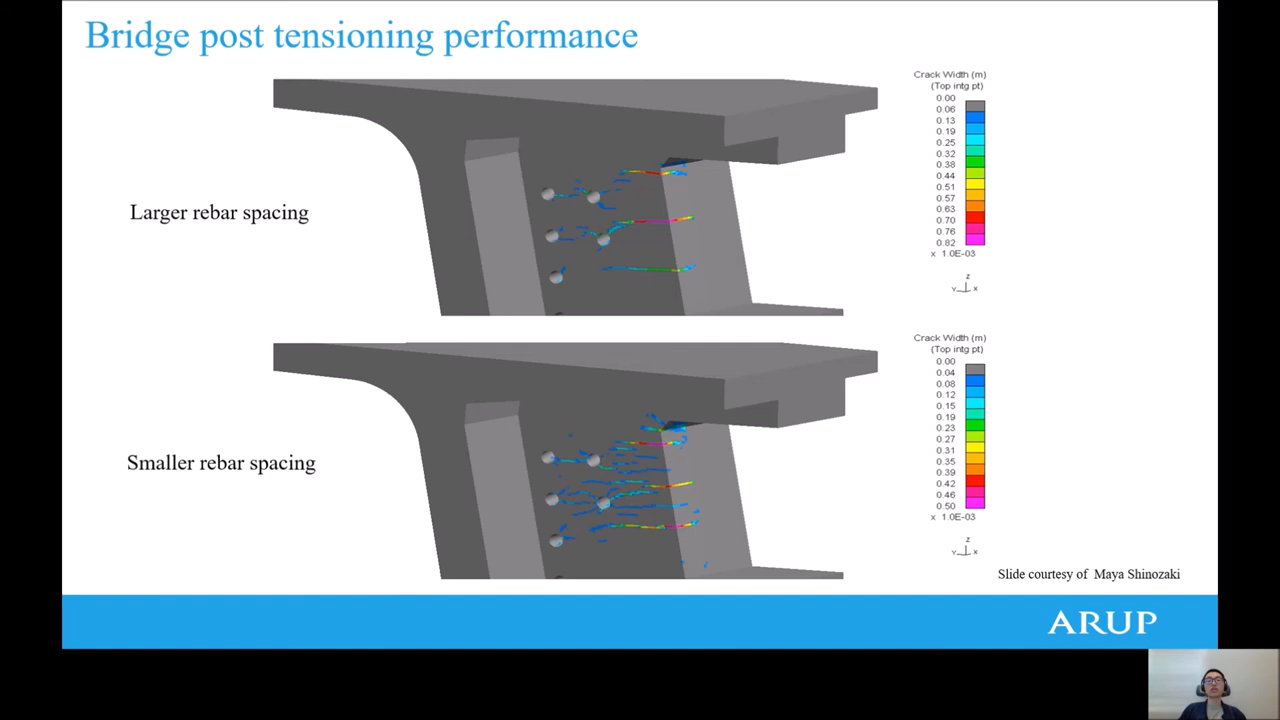 Bridge post tensioning performance
Crack Width (m)
(Top intg pt)
0.00
0.06
0.13
0.19
0.25
0.32
0.38
0.44
0.51
0.57
0.63
0.70
0.76
0.82
x 1.0E-03
z
Y x
Larger rebar spacing
Crack Width (m)
(Top intg pt)
0.00
0.04
0.08
0.12
0.15
0.19
0.23
0.27
0.31
0.35
0.39
0.42
0.46
0.50
x 1.0E-03
z
Y x
Smaller rebar spacing
Slide courtesy of Maya Shinozaki
ARUP